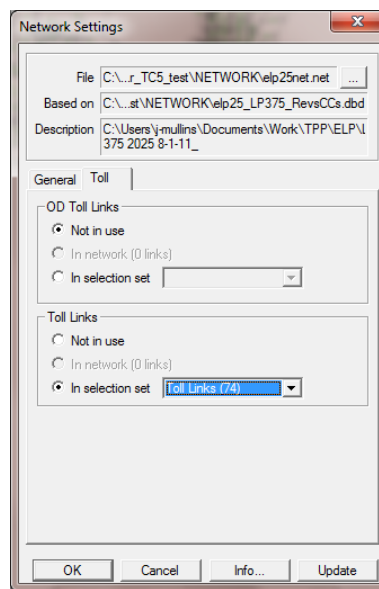 Network Settings
File C:\...r_TC5_test\NETWORK\elp25net.net ...
Based on C:\...st\NETWORK\elp25_LP375_RevsCCs.dbd
Description C:\Users\j-mullins\Documents\Work\TPP\ELP\L
375 2025 8-1-11_
General Toll
OD Toll Links
Not in use
In network (0 links)
In selection set
Toll Links
Not in use
In network (0 links)
In selection set Toll Links (74)
OK Cancel Info... Update